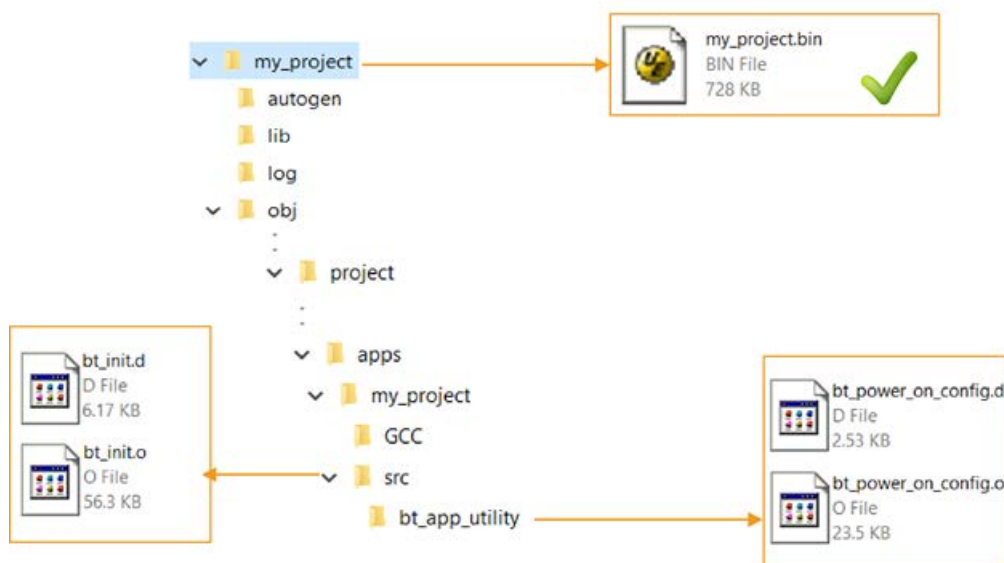 my_project
autogen
lib
log
obj
project
apps
my_project
GCC
src
bt_app_utility
my_project.bin
BIN File
728 KB
bt_init.d
D File
6.17 KB
bt_init.o
O File
56.3 KB
bt_power_on_config.d
D File
2.53 KB
bt_power_on_config.o
O File
23.5 KB